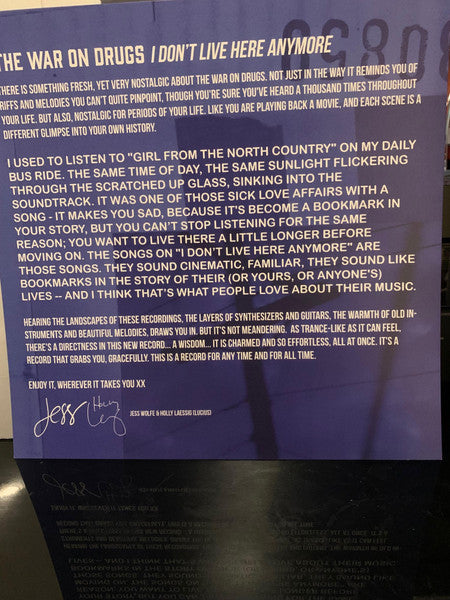 THE WAR ON DRUGS I DON'T LIVE HERE ANYMORE
08050
THERE IS SOMETHING FRESH, YET VERY NOSTALGIC ABOUT THE WAR ON DRUGS. NOT JUST IN THE WAY IT REMINDS YOU OF
RIFFS AND MELODIES YOU CAN'T QUITE PINPOINT, THOUGH YOU'RE SURE YOU'VE HEARD A THOUSAND TIMES THROUGHOUT
YOUR LIFE. BUT ALSO, NOSTALGIC FOR PERIODS OF YOUR LIFE. LIKE YOU ARE PLAYING BACK A MOVIE, AND EACH SCENE IS A
DIFFERENT GLIMPSE INTO YOUR OWN HISTORY.
I USED TO LISTEN TO "GIRL FROM THE NORTH COUNTRY" ON MY DAILY
BUS RIDE. THE SAME TIME OF DAY, THE SAME SUNLIGHT FLICKERING
THROUGH THE SCRATCHED UP GLASS, SINKING INTO THE
SOUNDTRACK. IT WAS ONE OF THOSE SICK LOVE AFFAIRS WITH A
SONG - IT MAKES YOU SAD, BECAUSE IT'S BECOME A BOOKMARK IN
YOUR STORY, BUT YOU CAN'T STOP LISTENING FOR THE SAME
REASON; YOU WANT TO LIVE THERE A LITTLE LONGER BEFORE
MOVING ON. THE SONGS ON "I DON'T LIVE HERE ANYMORE" ARE
THOSE SONGS. THEY SOUND CINEMATIC, FAMILIAR, THEY SOUND LIKE
BOOKMARKS IN THE STORY OF THEIR (OR YOURS, OR ANYONE'S)
LIVES -- AND I THINK THAT'S WHAT PEOPLE LOVE ABOUT THEIR MUSIC.
HEARING THE LANDSCAPES OF THESE RECORDINGS, THE LAYERS OF SYNTHESIZERS AND GUITARS, THE WARMTH OF OLD IN-
STRUMENTS AND BEAUTIFUL MELODIES, DRAWS YOU IN. BUT IT'S NOT MEANDERING. AS TRANCE-LIKE AS IT CAN FEEL,
THERE'S A DIRECTNESS IN THIS NEW RECORD... A WISDOM... IT IS CHARMED AND SO EFFORTLESS, ALL AT ONCE. IT'S A
RECORD THAT GRABS YOU, GRACEFULLY. THIS IS A RECORD FOR ANY TIME AND FOR ALL TIME.
ENJOY IT, WHEREVER IT TAKES YOU XX
Jess Holly
JESS WOLFE & HOLLY LAESSIG (LUCIUS)